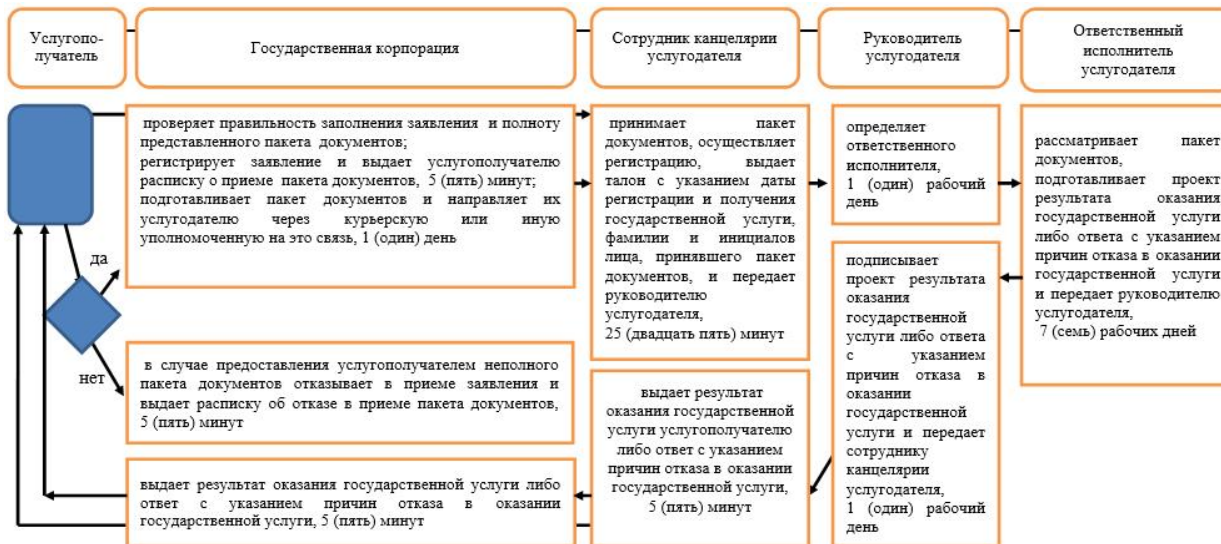 Услугопо-
лучатель
Государственная корпорация
Сотрудник канцелярии
услугодателя
Руководитель
услугодателя
Ответственный
исполнитель
услугодателя
проверяет правильность заполнения заявления и полноту
представленного пакета документов;
регистрирует заявление и выдает услугополучателю
расписку о приеме пакета документов, 5 (пять) минут;
подготавливает пакет документов и направляет их
услугодателю через курьерскую или иную
уполномоченную на это связь, 1 (один) день
принимает пакет
документов, осуществляет
регистрацию, выдает
талон с указанием даты
регистрации и получения
государственной услуги,
фамилии и инициалов
лица, принявшего пакет
документов, и передает
руководителю
услугодателя,
25 (двадцать пять) минут
определяет
ответственного
исполнителя,
1 (один) рабочий
день
рассматривает пакет
документов,
подготавливает проект
результата оказания
государственной услуги
либо ответа с указанием
причин отказа в оказании
государственной услуги
и передает руководителю
услугодателя,
7 (семь) рабочих дней
да
нет
в случае предоставления услугополучателем неполного
пакета документов отказывает в приеме заявления и
выдает расписку об отказе в приеме пакета документов,
5 (пять) минут
подписывает
проект результата
оказания
государственной
услуги либо ответа
с указанием
причин отказа в
оказании
государственной
услуги и передает
сотруднику
канцелярии
услугодателя,
1 (один) рабочий
день
выдает результат
оказания государственной
услуги услугополучателю
либо ответ с указанием
причин отказа в оказании
государственной услуги,
5 (пять) минут
выдает результат оказания государственной услуги либо
ответ с указанием причин отказа в оказании
государственной услуги, 5 (пять) минут